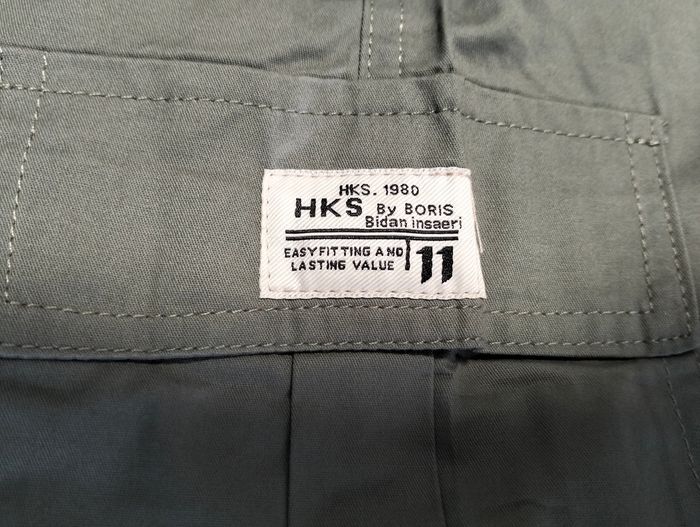 HKS. 1980
HKS By BORIS
Bidan insaeri
EASYFITTING AND
LASTING VALUE
11